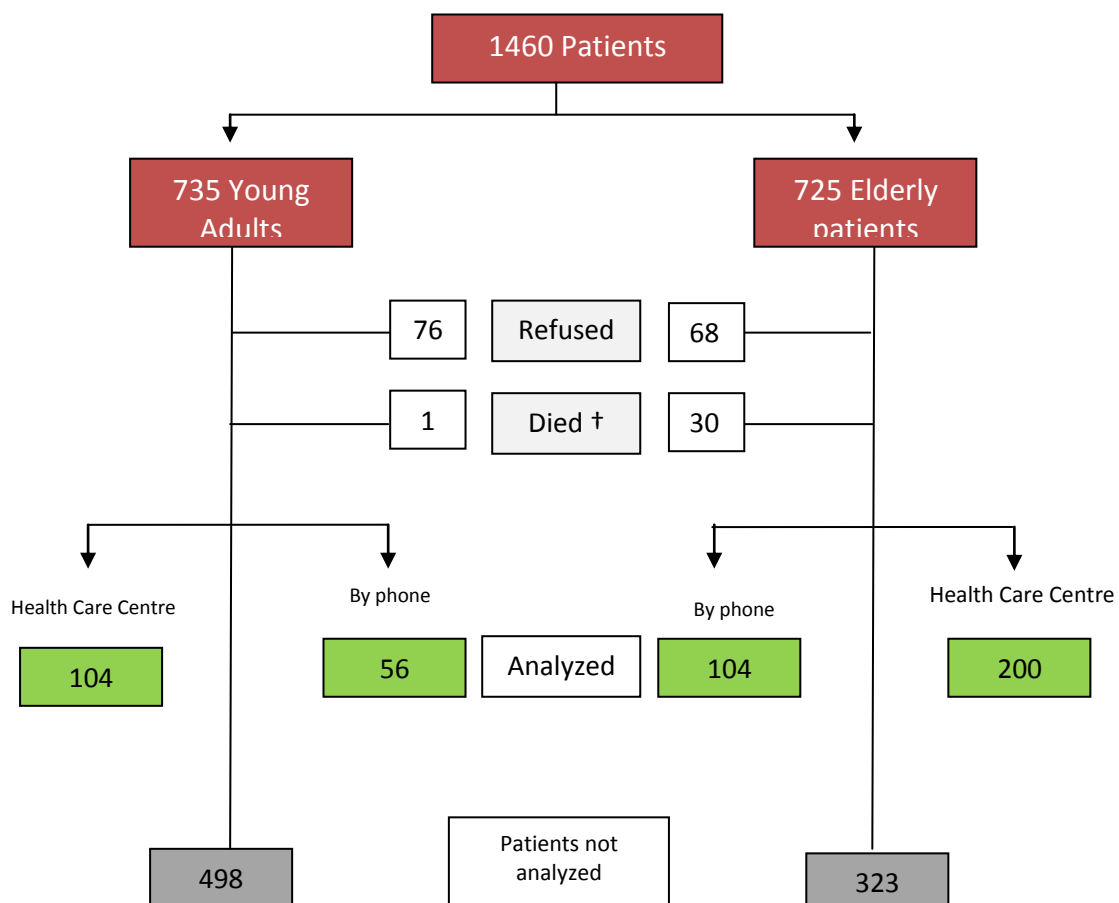 1460 Patients
735 Young
Adults
725 Elderly
patients
76
Refused
68
1
Died †
30
Health Care Centre
By phone
By phone
Health Care Centre
104
56
Analyzed
104
200
Patients not
analyzed
498
323